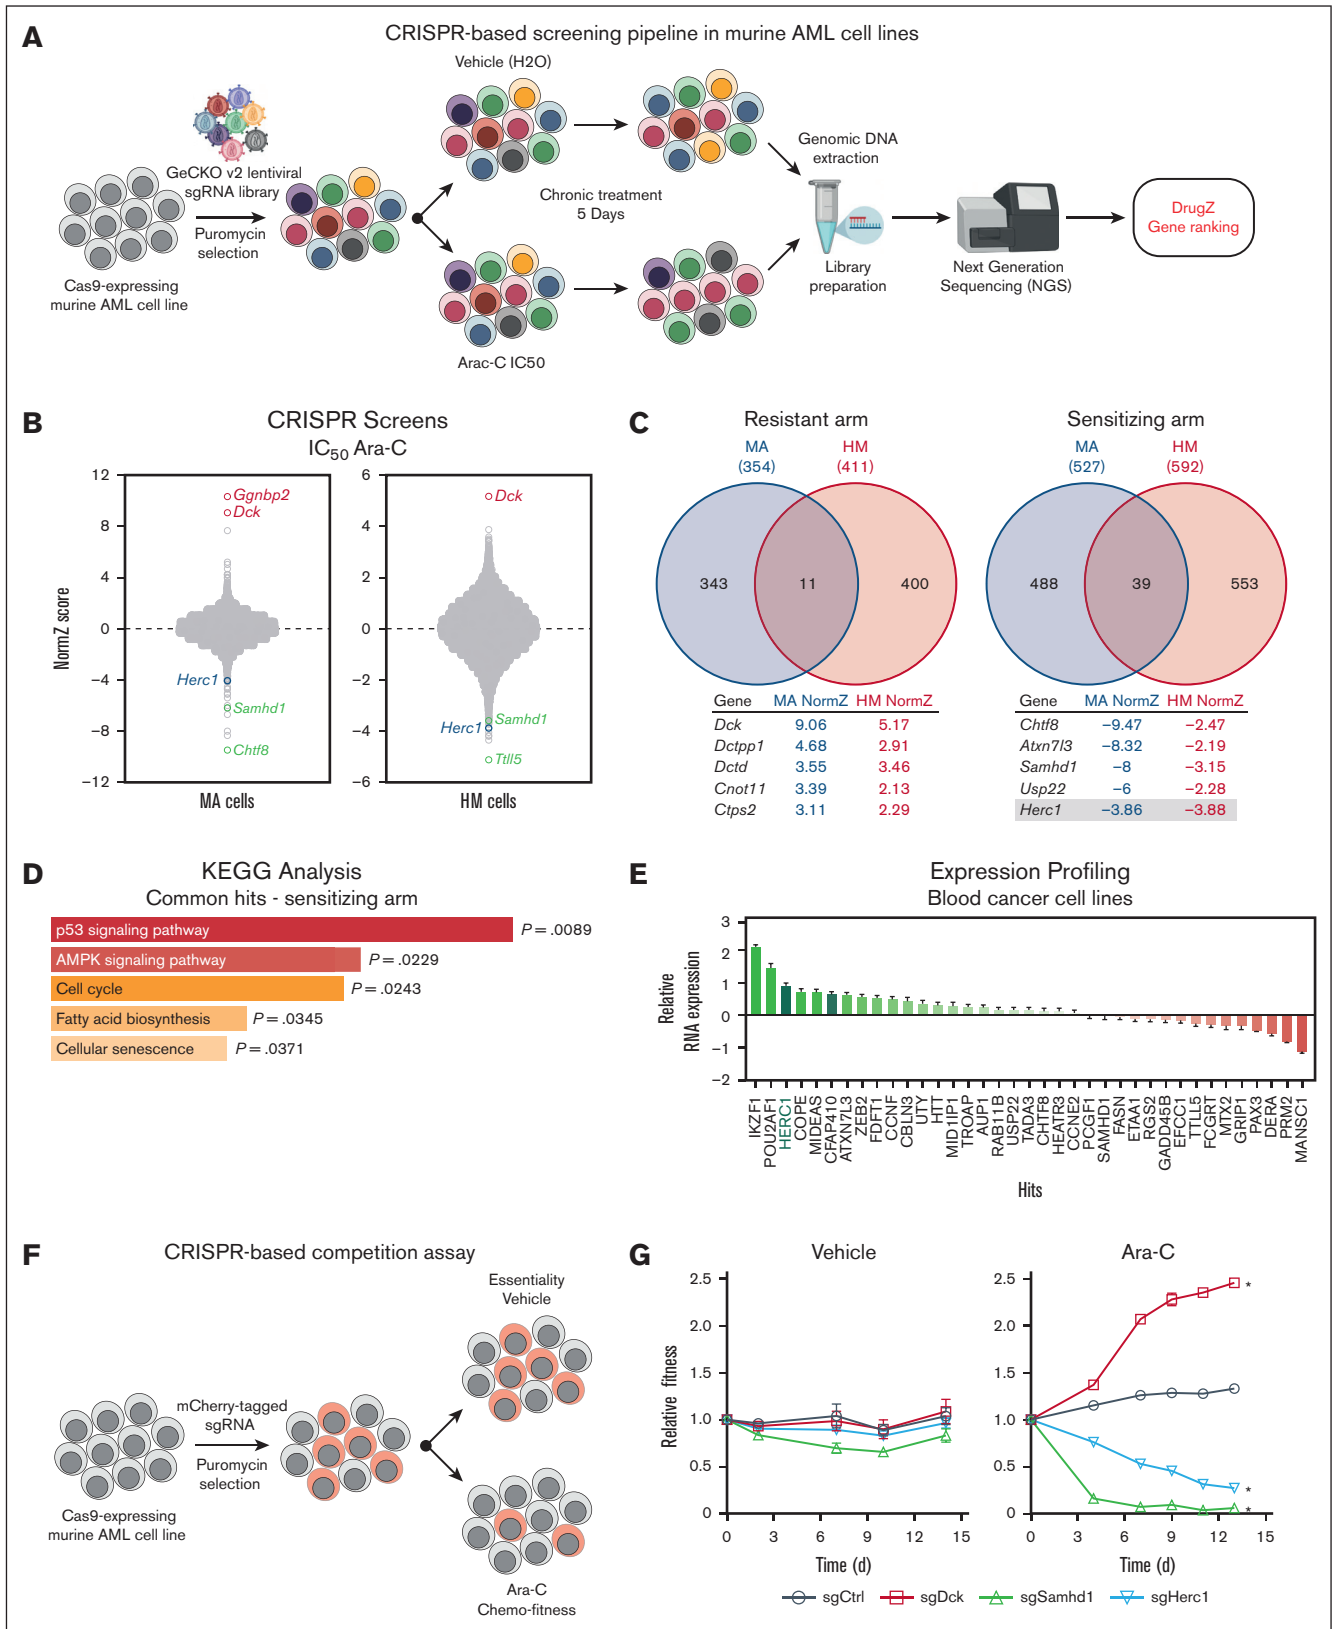 A
CRISPR-based screening pipeline in murine AML cell lines
Vehicle (H2O)
GeCKO v2 lentiviral
sgRNA library
Puromycin
selection
Cas9-expressing
murine AML cell line
Chronic treatment
5 Days
Arac-C IC50
Genomic DNA
extraction
Library
preparation
Next Generation
Sequencing (NGS)
DrugZ
Gene ranking
B
CRISPR Screens
IC50 Ara-C
NormZ score
12
8
4
0
−4
−8
−12
Ggnbp2
Dck
Herc1
Samhd1
Chtf8
MA cells
6
4
2
0
−2
−4
−6
Dck
Samhd1
Herc1
Ttll5
HM cells
C
Resistant arm
MA
(354)
HM
(411)
343
11
400
Gene MA NormZ HM NormZ
Dck 9.06 5.17
Dctpp1 4.68 2.91
Dctd 3.55 3.46
Cnot11 3.39 2.13
Ctps2 3.11 2.29
Sensitizing arm
MA
(527)
HM
(592)
488
39
553
Gene MA NormZ HM NormZ
Chtf8 −9.47 −2.47
Atxn7l3 −8.32 −2.19
Samhd1 −8 −3.15
Usp22 −6 −2.28
Herc1 −3.86 −3.88
D
KEGG Analysis
Common hits - sensitizing arm
p53 signaling pathway P = .0089
AMPK signaling pathway P = .0229
Cell cycle P = .0243
Fatty acid biosynthesis P = .0345
Cellular senescence P = .0371
E
Expression Profiling
Blood cancer cell lines
Relative
RNA expression
3
2
1
0
−1
−2
IKZF1
POU2AF1
HERC1
COPE
MIDEAS
CFAP410
ATXN7L3
ZEB2
FDFT1
CCNF
CBLN3
UTY
HTT
MID1IP1
TROAP
AUP1
RAB11B
USP22
TADA3
CHTF8
HEATR3
CCNE2
PCGF1
SAMHD1
FASN
ETAA1
RGS2
GADD45B
EFCC1
TTLL5
FCGRT
MTX2
GRIP1
PAX3
DERA
PRM2
MANSC1
Hits
F
CRISPR-based competition assay
Essentiality
Vehicle
mCherry-tagged
sgRNA
Puromycin
selection
Cas9-expressing
murine AML cell line
Ara-C
Chemo-fitness
G
Vehicle
Relative fitness
2.5
2.0
1.5
1.0
0.5
0
0 3 6 9 12 15
Time (d)
Ara-C
2.5
2.0
1.5
1.0
0.5
0
*
*
*
0 3 6 9 12 15
Time (d)
sgCtrl sgDck sgSamhd1 sgHerc1